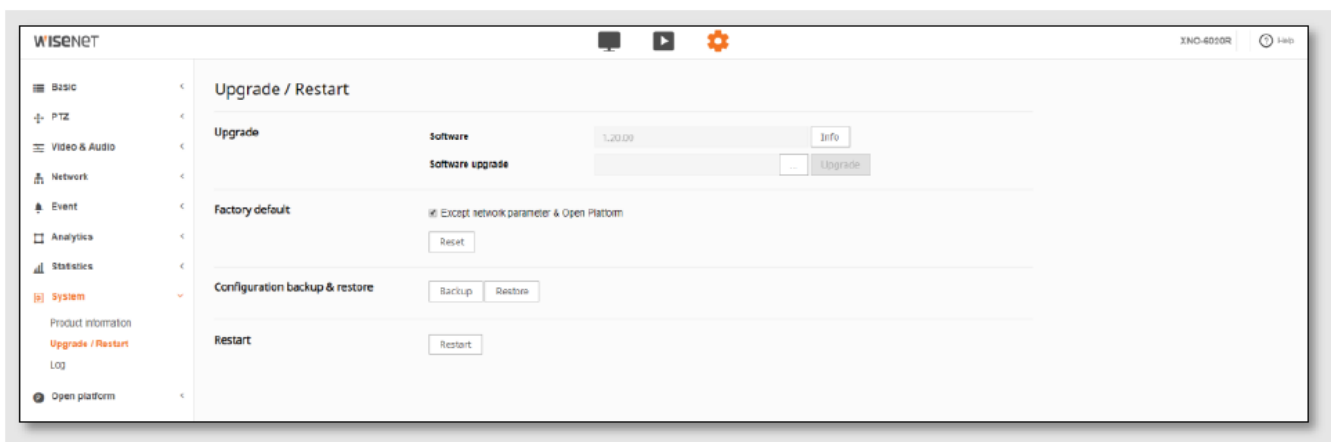 WISENET
XNO-6020R
Help
Basic
PTZ
Video & Audio
Network
Event
Analytics
Statistics
System
Product information
Upgrade / Restart
Log
Open platform
Upgrade / Restart
Upgrade
Software
1.20.00
Info
Software upgrade
...
Upgrade
Factory default
Except network parameter & Open Platform
Reset
Configuration backup & restore
Backup
Restore
Restart
Restart